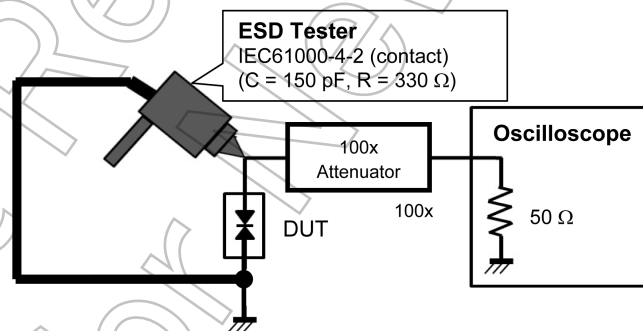 ESD Tester
IEC61000-4-2 (contact)
(C = 150 pF, R = 330 Ω)
100x
Attenuator
Oscilloscope
100x
50 Ω
DUT